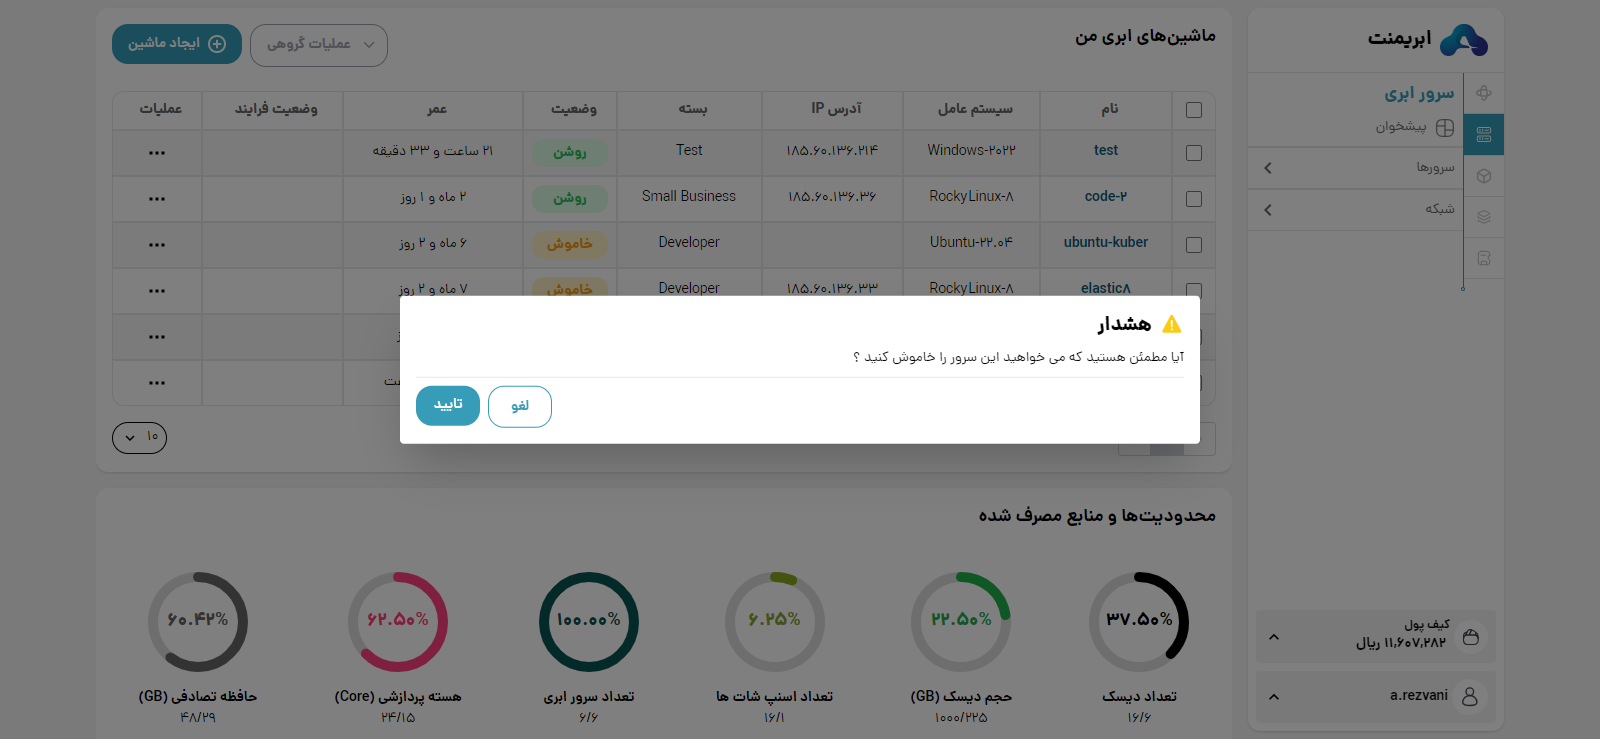 ابریمنت
سرور ابری
پیشخوان
سرورها
شبکه
کیف پول
۱۱,۶۰۷,۲۸۲ ریال
a.rezvani
ماشین‌های ابری من
عملیات گروهی
ایجاد ماشین
نام سیستم عامل آدرس IP بسته وضعیت عمر وضعیت فرایند عملیات
test Windows-۲۰۲۲ ۱۸۵.۶۰.۱۳۶.۲۱۴ Test روشن ۲۱ ساعت و ۳۳ دقیقه
code-۲ RockyLinux-۸ ۱۸۵.۶۰.۱۳۶.۳۶ Small Business روشن ۲ ماه و ۱ روز
ubuntu-kuber Ubuntu-۲۲.۰۴ Developer خاموش ۶ ماه و ۲ روز
elastic۸ RockyLinux-۸ ۱۸۵.۶۰.۱۳۶.۳۳ Developer خاموش ۷ ماه و ۲ روز
هشدار
آیا مطمئن هستید که می خواهید این سرور را خاموش کنید ؟
لغو
تایید
۱۰
محدودیت‌ها و منابع مصرف شده
۳۷.۵۰% ۲۲.۵۰% ۶.۲۵% ۱۰۰.۰۰% ۶۲.۵۰% ۶۰.۴۲%
تعداد دیسک حجم دیسک (GB) تعداد اسنپ شات ها تعداد سرور ابری هسته پردازشی (Core) حافظه تصادفی (GB)
۱۶/۶ ۱۰۰۰/۲۲۵ ۱۶/۱ ۶/۶ ۲۴/۱۵ ۴۸/۲۹